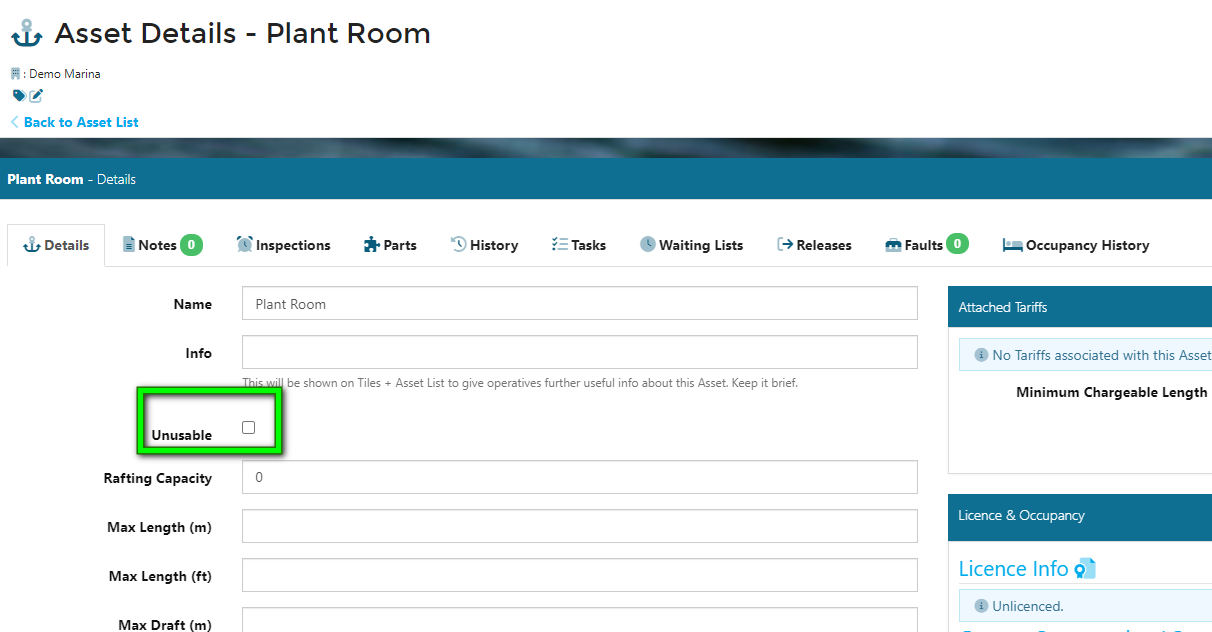 Asset Details - Plant Room
: Demo Marina
Back to Asset List
Plant Room - Details
Details Notes 0 Inspections Parts History Tasks Waiting Lists Releases Faults 0 Occupancy History
Name Plant Room
Info
This will be shown on Tiles + Asset List to give operatives further useful info about this Asset. Keep it brief.
Unusable
Rafting Capacity 0
Max Length (m)
Max Length (ft)
Max Draft (m)
Attached Tariffs
No Tariffs associated with this Asset
Minimum Chargeable Length
Licence & Occupancy
Licence Info
Unlicenced.